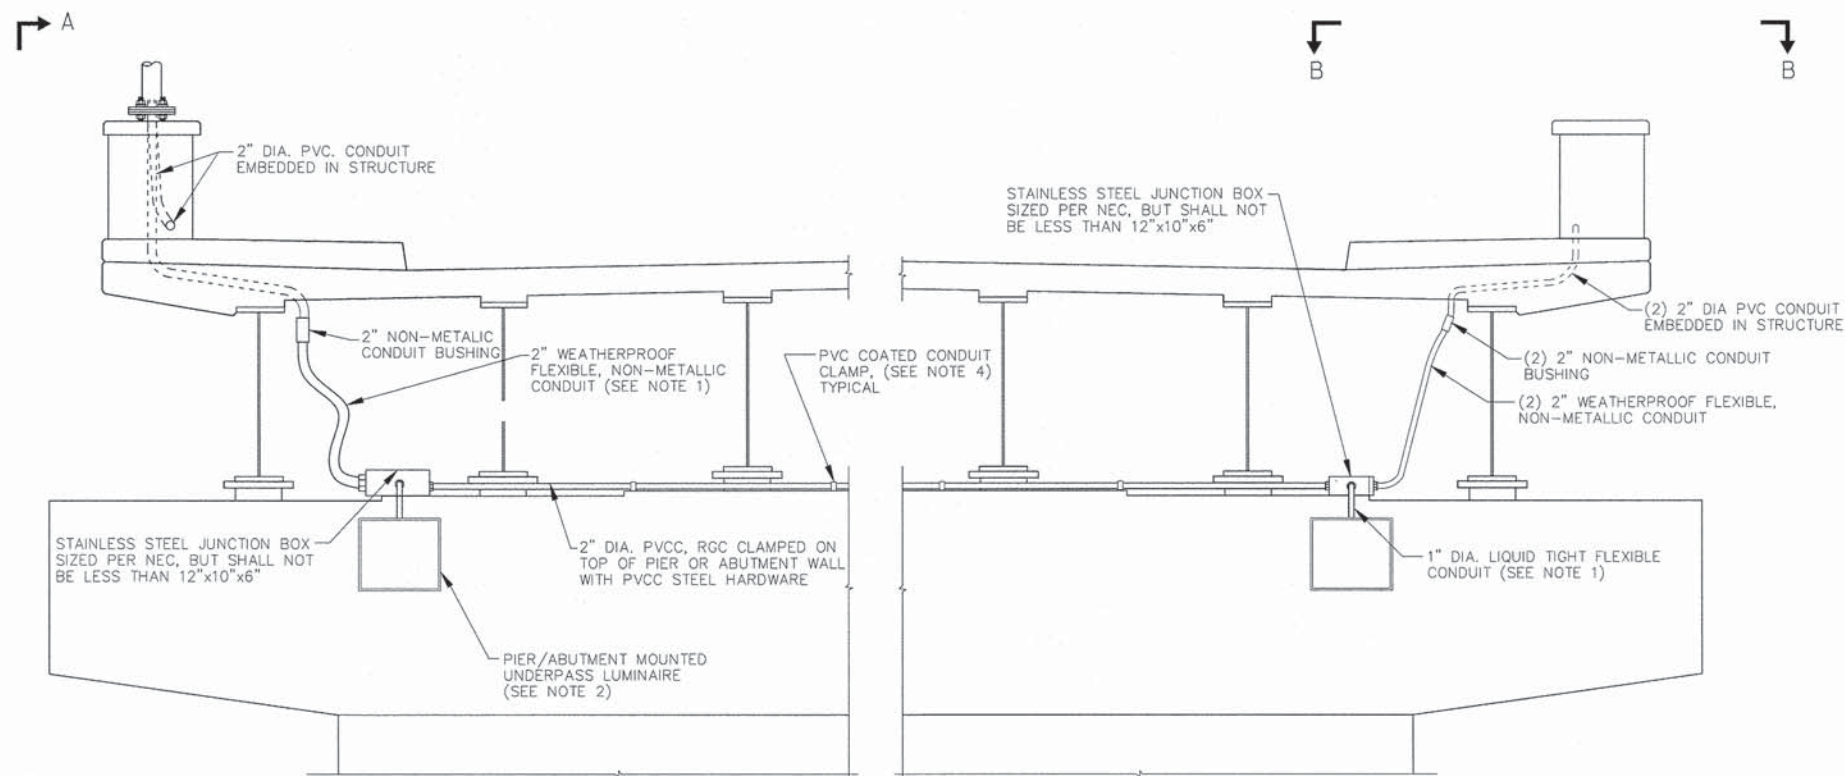 A
B
B
2" DIA. PVC. CONDUIT
EMBEDDED IN STRUCTURE
STAINLESS STEEL JUNCTION BOX
SIZED PER NEC, BUT SHALL NOT
BE LESS THAN 12"x10"x6"
(2) 2" DIA PVC CONDUIT
EMBEDDED IN STRUCTURE
2" NON-METALIC
CONDUIT BUSHING
2" WEATHERPROOF
FLEXIBLE, NON-METALLIC
CONDUIT (SEE NOTE 1)
PVC COATED CONDUIT
CLAMP, (SEE NOTE 4)
TYPICAL
(2) 2" NON-METALLIC CONDUIT
BUSHING
(2) 2" WEATHERPROOF FLEXIBLE,
NON-METALLIC CONDUIT
STAINLESS STEEL JUNCTION BOX
SIZED PER NEC, BUT SHALL NOT
BE LESS THAN 12"x10"x6"
2" DIA. PVCC, RGC CLAMPED ON
TOP OF PIER OR ABUTMENT WALL
WITH PVCC STEEL HARDWARE
1" DIA. LIQUID TIGHT FLEXIBLE
CONDUIT (SEE NOTE 1)
PIER/ABUTMENT MOUNTED
UNDERPASS LUMINAIRE
(SEE NOTE 2)